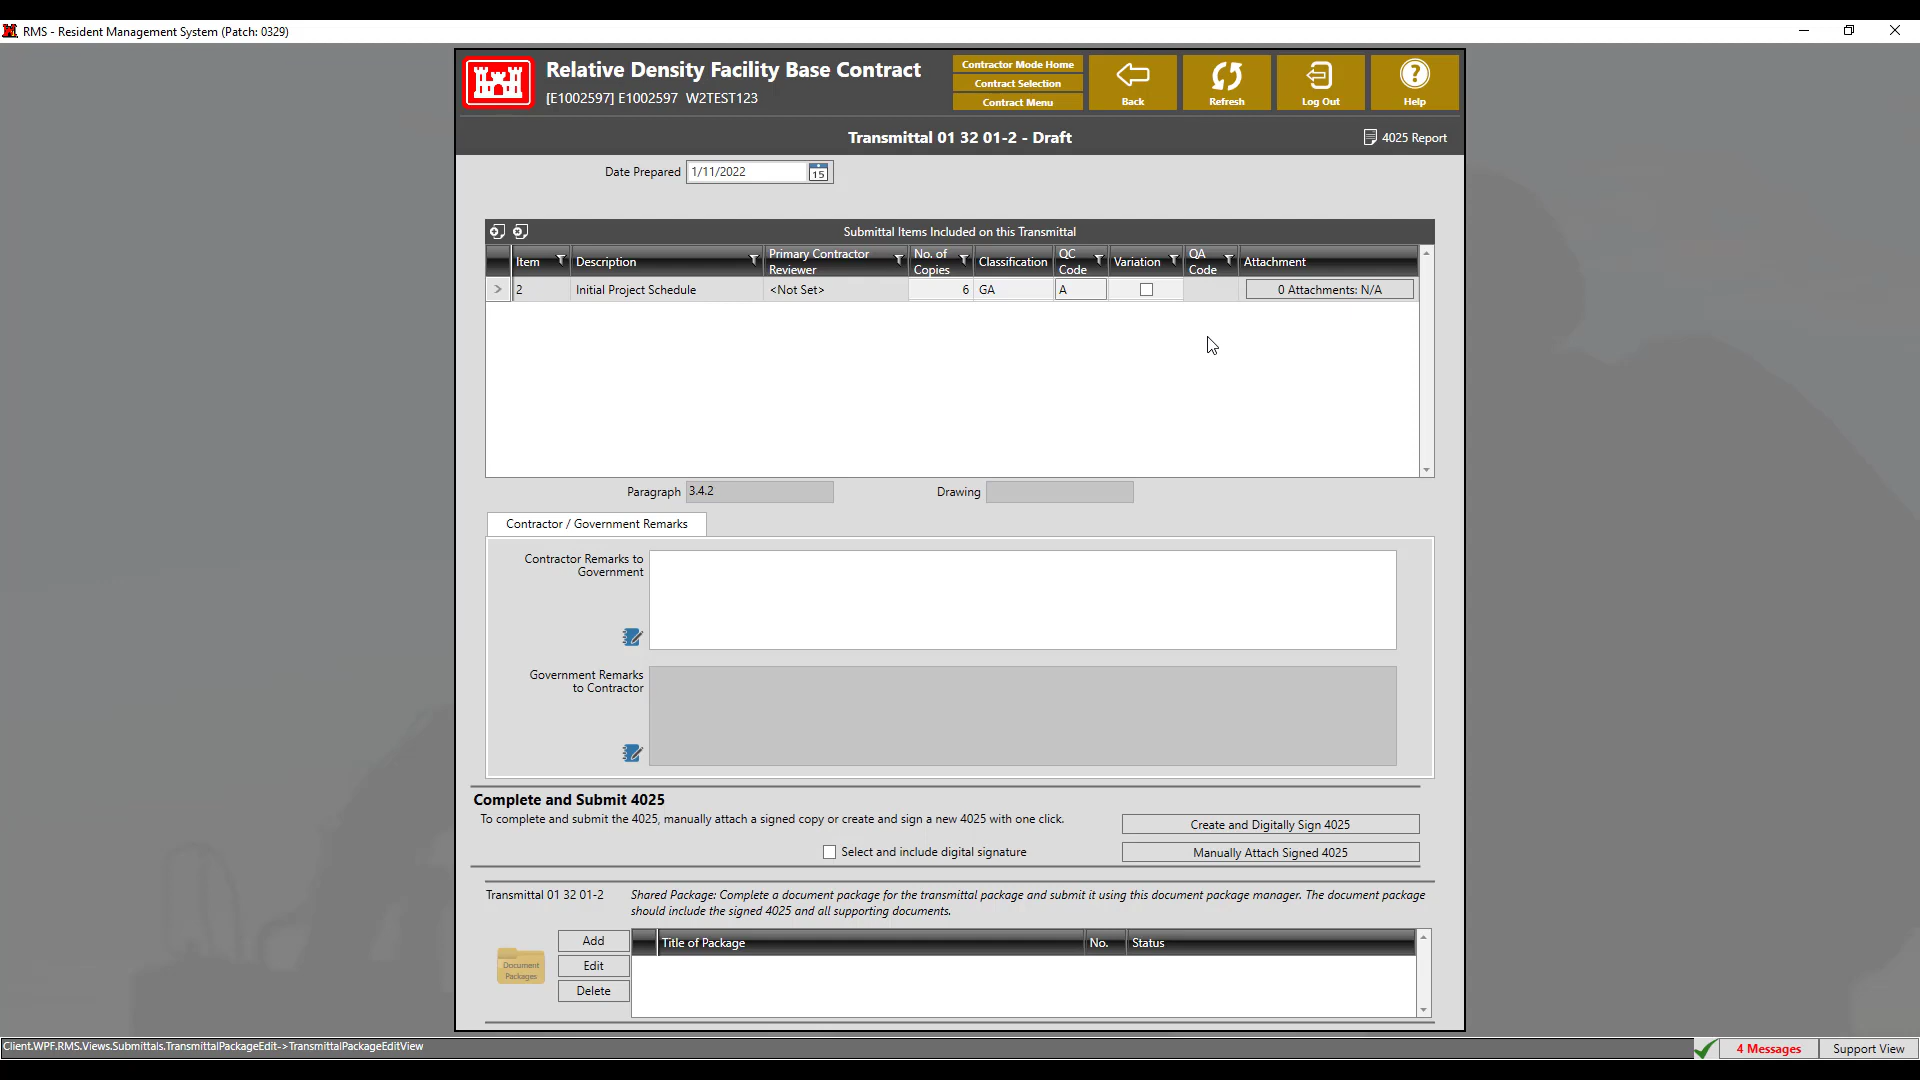 RMS - Resident Management System (Patch: 0329)
Relative Density Facility Base Contract
[E1002597] E1002597 W2TEST123
Contractor Mode Home
Contract Selection
Contract Menu
Back
Refresh
Log Out
Help
Transmittal 01 32 01-2 - Draft
4025 Report
Date Prepared 1/11/2022 15
Submittal Items Included on this Transmittal
Item Description Primary Contractor Reviewer No. of Copies Classification QC Code Variation QA Code Attachment
2 Initial Project Schedule <Not Set> 6 GA A 0 Attachments: N/A
Paragraph 3.4.2 Drawing
Contractor / Government Remarks
Contractor Remarks to
Government
Government Remarks
to Contractor
Complete and Submit 4025
To complete and submit the 4025, manually attach a signed copy or create and sign a new 4025 with one click.
Create and Digitally Sign 4025
Select and include digital signature
Manually Attach Signed 4025
Transmittal 01 32 01-2
Shared Package: Complete a document package for the transmittal package and submit it using this document package manager. The document package
should include the signed 4025 and all supporting documents.
Document
Packages
Add
Edit
Delete
Title of Package No. Status
Client.WPF.RMS.Views.Submittals.TransmittalPackageEdit->TransmittalPackageEditView
4 Messages
Support View